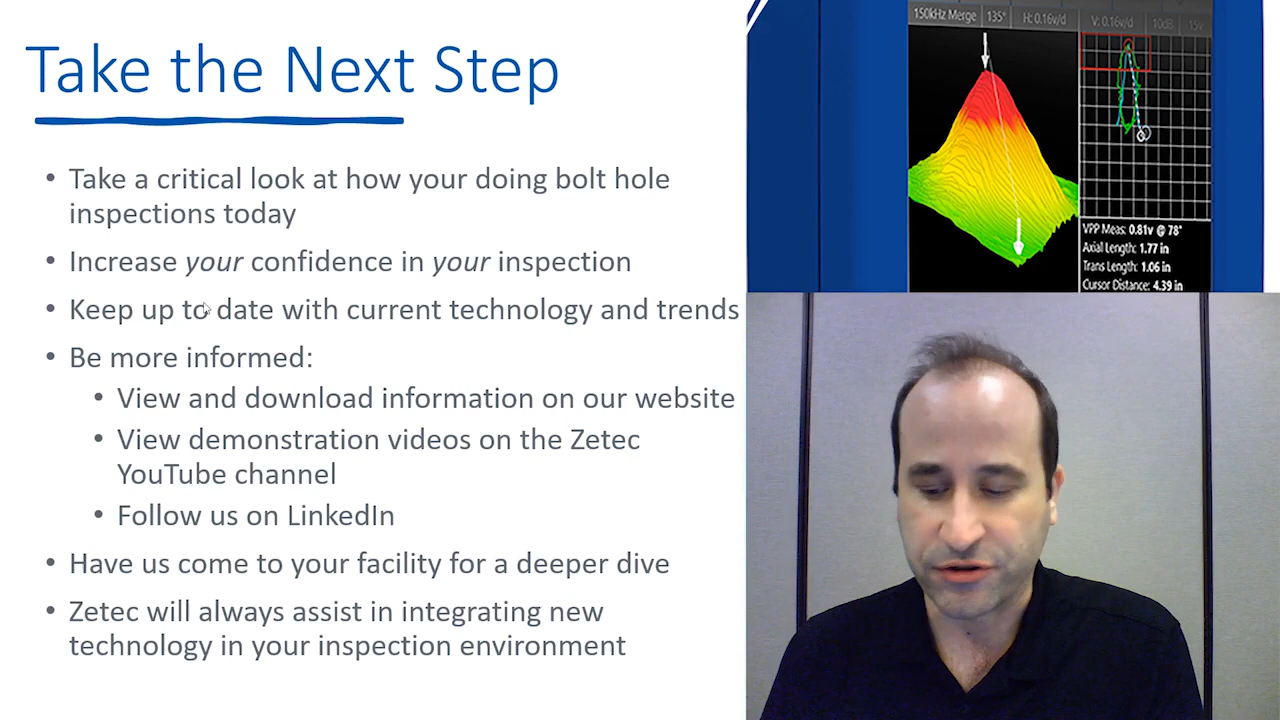 Take the Next Step
• Take a critical look at how your doing bolt hole
inspections today
• Increase your confidence in your inspection
• Keep up to date with current technology and trends
• Be more informed:
• View and download information on our website
• View demonstration videos on the Zetec
YouTube channel
• Follow us on LinkedIn
• Have us come to your facility for a deeper dive
• Zetec will always assist in integrating new
technology in your inspection environment
150kHz Merge 135° H: 0.16v/d V: 0.16v/d 10dB 15v
VPP Meas: 0.81v @ 78°
Axial Length: 1.77 in
Trans Length: 1.06 in
Cursor Distance: 4.39 in